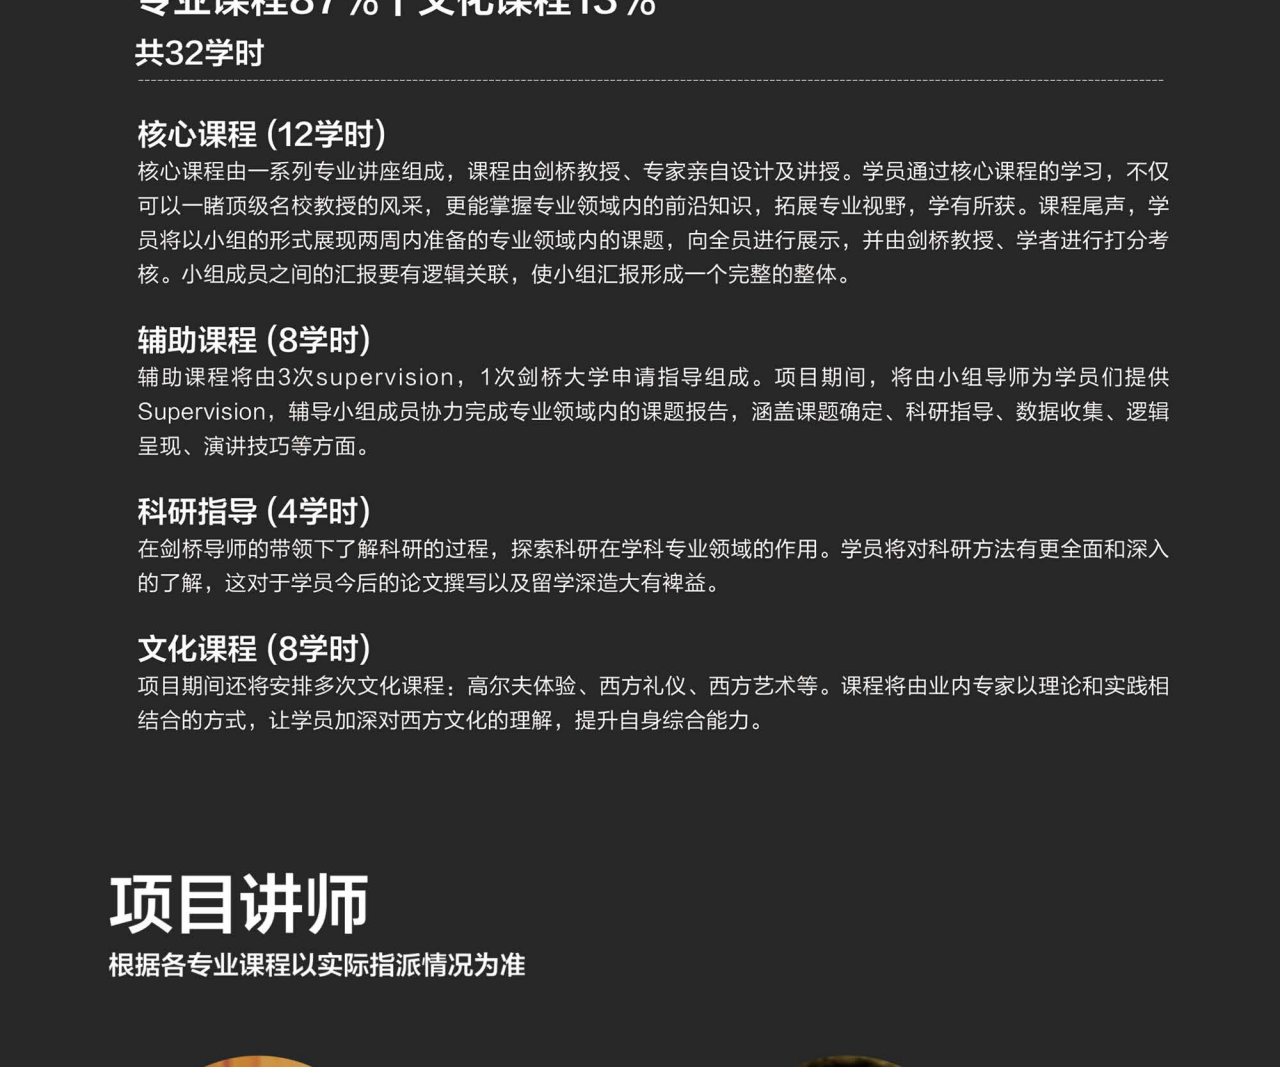 专业课程87%十文化课程13%
共32学时
核心课程 (12学时)
核心课程由一系列专业讲座组成，课程由剑桥教授、专家亲自设计及讲授。学员通过核心课程的学习，不仅
可以一睹顶级名校教授的风采，更能掌握专业领域内的前沿知识，拓展专业视野，学有所获。课程尾声，学
员将以小组的形式展现两周内准备的专业领域内的课题，向全员进行展示，并由剑桥教授、学者进行打分考
核。小组成员之间的汇报要有逻辑关联，使小组汇报形成一个完整的整体。
辅助课程 (8学时)
辅助课程将由3次supervision，1次剑桥大学申请指导组成。项目期间，将由小组导师为学员们提供
Supervision，辅导小组成员协力完成专业领域内的课题报告，涵盖课题确定、科研指导、数据收集、逻辑
呈现、演讲技巧等方面。
科研指导 (4学时)
在剑桥导师的带领下了解科研的过程，探索科研在学科专业领域的作用。学员将对科研方法有更全面和深入
的了解，这对于学员今后的论文撰写以及留学深造大有裨益。
文化课程 (8学时)
项目期间还将安排多次文化课程：高尔夫体验、西方礼仪、西方艺术等。课程将由业内专家以理论和实践相
结合的方式，让学员加深对西方文化的理解，提升自身综合能力。
项目讲师
根据各专业课程以实际指派情况为准